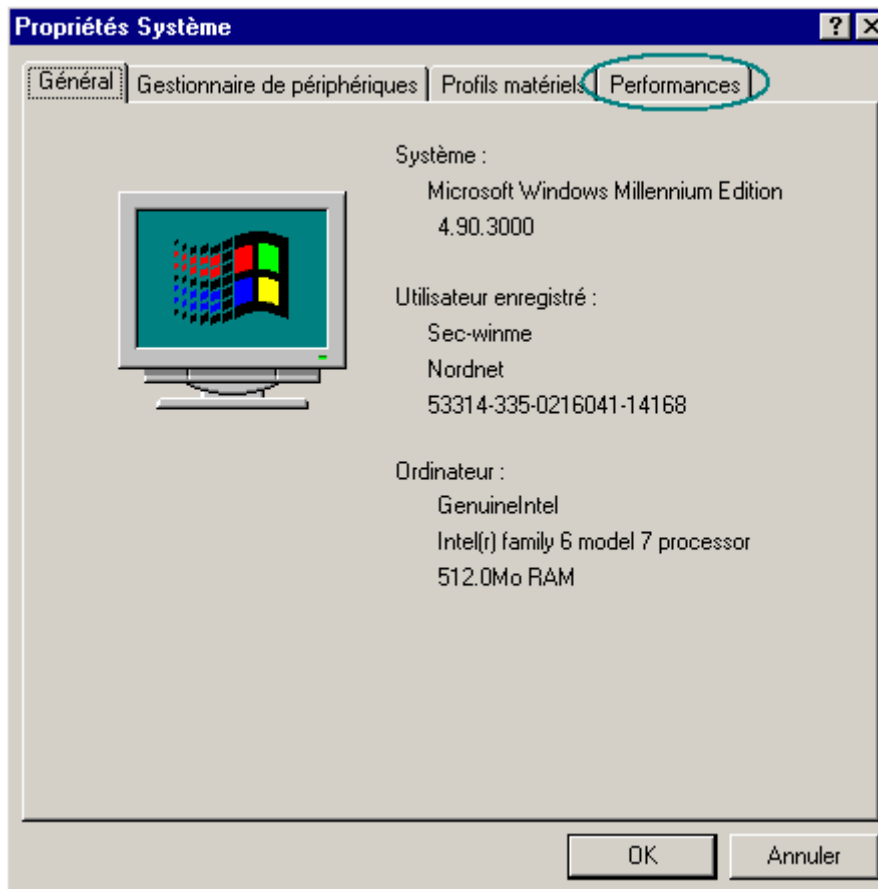 Propriétés Système
Général Gestionnaire de périphériques Profils matériels Performances
Système :
Microsoft Windows Millennium Edition
4.90.3000
Utilisateur enregistré :
Sec-winme
Nordnet
53314-335-0216041-14168
Ordinateur :
GenuineIntel
Intel(r) family 6 model 7 processor
512.0Mo RAM
OK Annuler